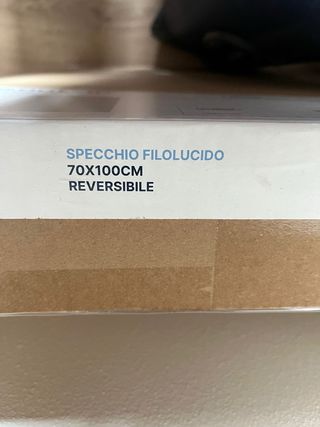 SPECCHIO FILOLUCIDO
70X100CM
REVERSIBILE